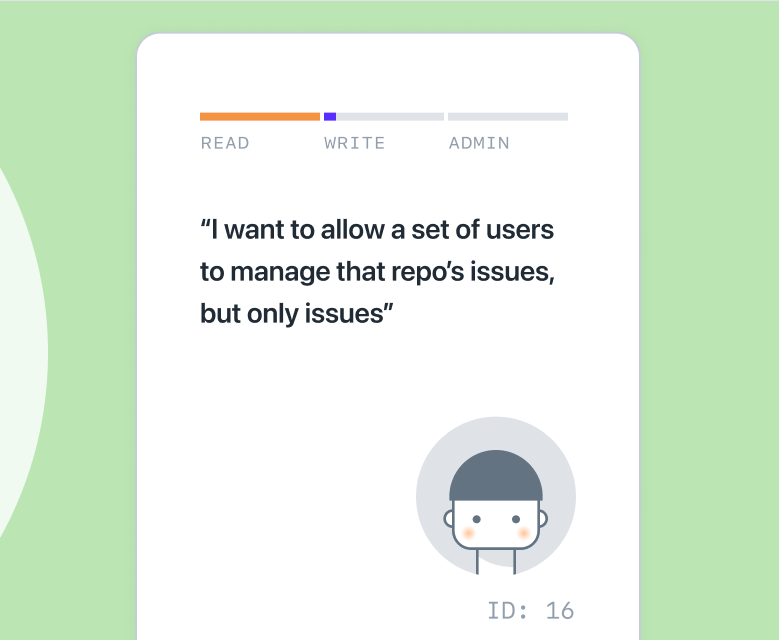 READ WRITE ADMIN
“I want to allow a set of users
to manage that repo’s issues,
but only issues”
ID: 16